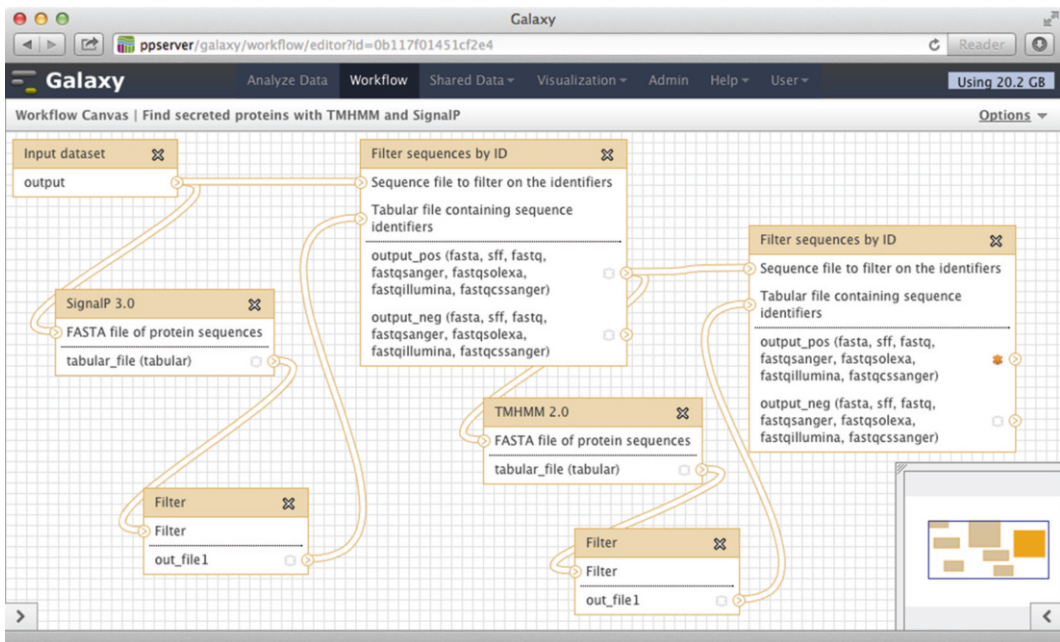 Galaxy
ppserver/galaxy/workflow/editor?id=0b117f01451cf2e4
Reader
Galaxy
Analyze Data
Workflow
Shared Data
Visualization
Admin
Help
User
Using 20.2 GB
Workflow Canvas | Find secreted proteins with TMHMM and SignalP
Options
Input dataset
output
Filter sequences by ID
Sequence file to filter on the identifiers
Tabular file containing sequence
identifiers
output_pos (fasta, sff, fastq,
fastqsanger, fastqsolexa,
fastqillumina, fastqcssanger)
output_neg (fasta, sff, fastq,
fastqsanger, fastqsolexa,
fastqillumina, fastqcssanger)
Filter sequences by ID
Sequence file to filter on the identifiers
Tabular file containing sequence
identifiers
output_pos (fasta, sff, fastq,
fastqsanger, fastqsolexa,
fastqillumina, fastqcssanger)
output_neg (fasta, sff, fastq,
fastqsanger, fastqsolexa,
fastqillumina, fastqcssanger)
SignalP 3.0
FASTA file of protein sequences
tabular_file (tabular)
TMHMM 2.0
FASTA file of protein sequences
tabular_file (tabular)
Filter
Filter
out_file1
Filter
Filter
out_file1